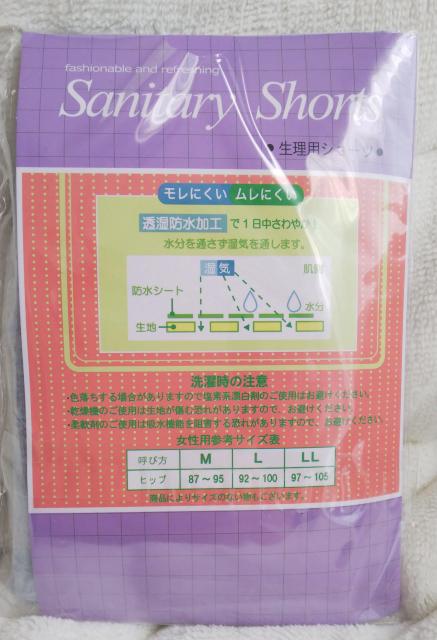 fashionable and refreshing
Sanitary Shorts
● 生理用ショーツ ●
モレにくい ムレにくい
透湿防水加工 で1日中さわやか!
水分を通さず湿気を通します。
湿気 肌側
防水シート 水分
生地
洗濯時の注意
・色落ちする場合がありますので塩素系漂白剤のご使用はお避けください。
・乾燥機のご使用は生地が傷む恐れがありますので、お避けください。
・柔軟剤のご使用は吸水機能を阻害する恐れがありますので、お避けください。
女性用参考サイズ表
呼び方 M L LL
ヒップ 87～95 92～100 97～105
商品によりサイズのない物もございます。